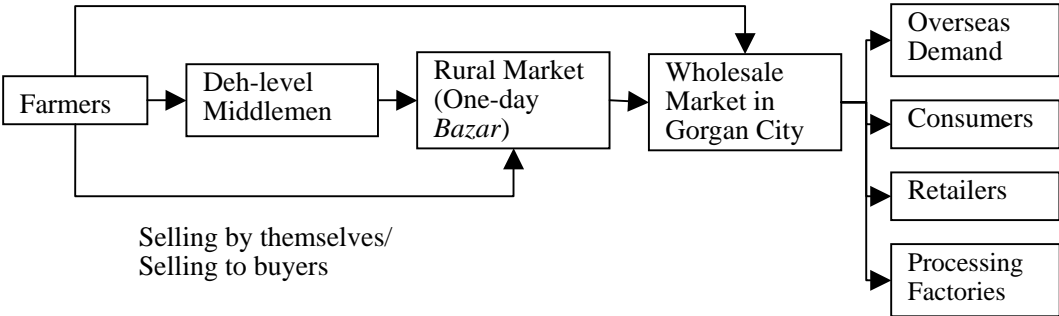 Farmers
Deh-level
Middlemen
Rural Market
(One-day
Bazar)
Wholesale
Market in
Gorgan City
Overseas
Demand
Consumers
Retailers
Processing
Factories
Selling by themselves/
Selling to buyers